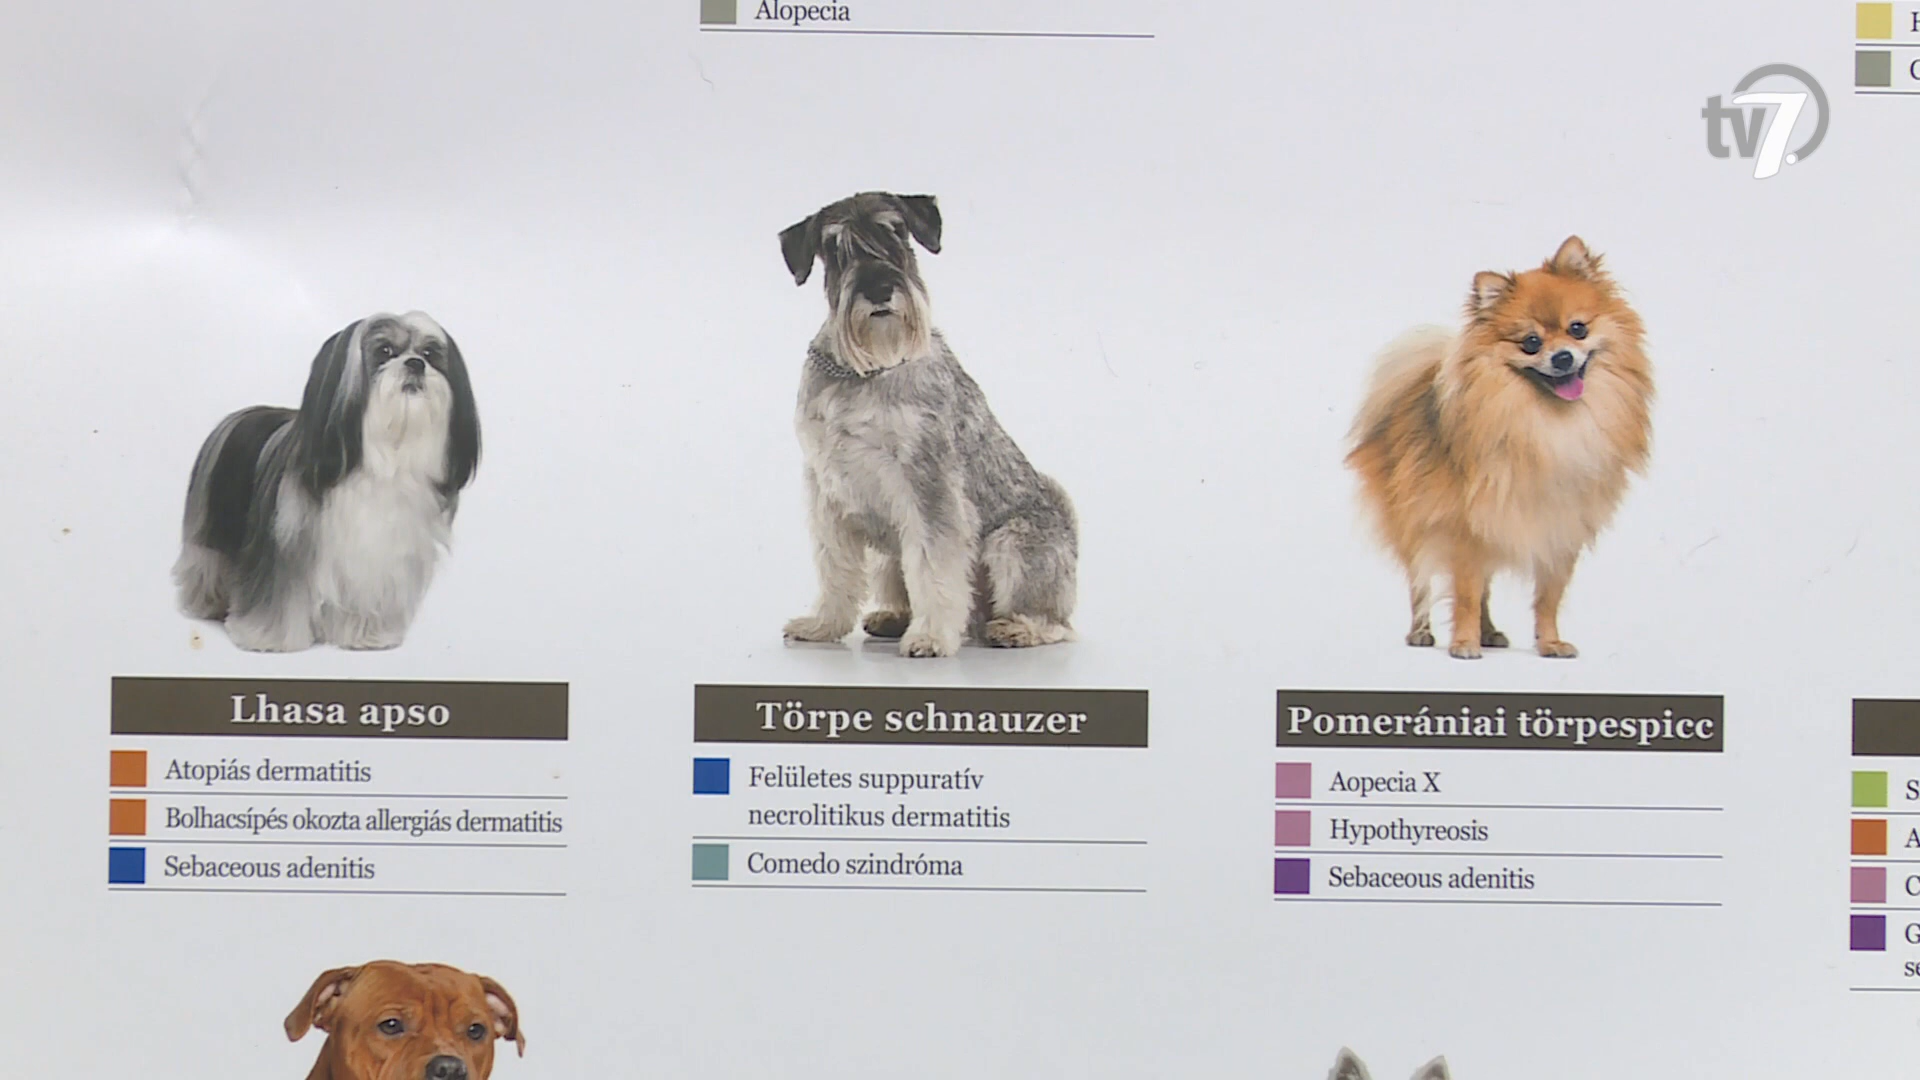 Alopecia
tv7
Lhasa apso
Atopiás dermatitis
Bolhacsípés okozta allergiás dermatitis
Sebaceous adenitis
Törpe schnauzer
Felületes suppuratív
necrolitikus dermatitis
Comedo szindróma
Pomerániai törpespicc
Aopecia X
Hypothyreosis
Sebaceous adenitis